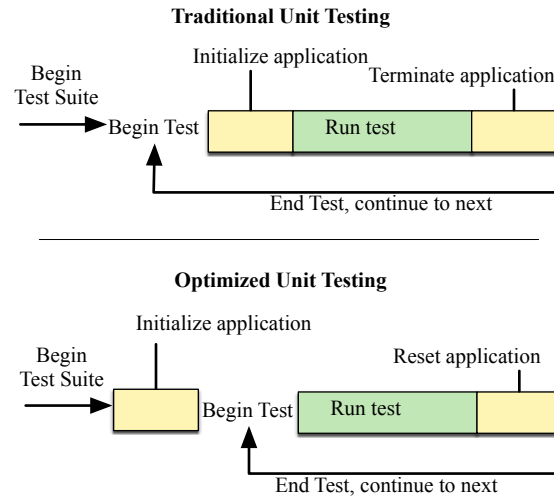 Traditional Unit Testing
Initialize application
Begin
Test Suite
Terminate application
Begin Test
Run test
End Test, continue to next
Optimized Unit Testing
Initialize application
Begin
Test Suite
Reset application
Begin Test
Run test
End Test, continue to next